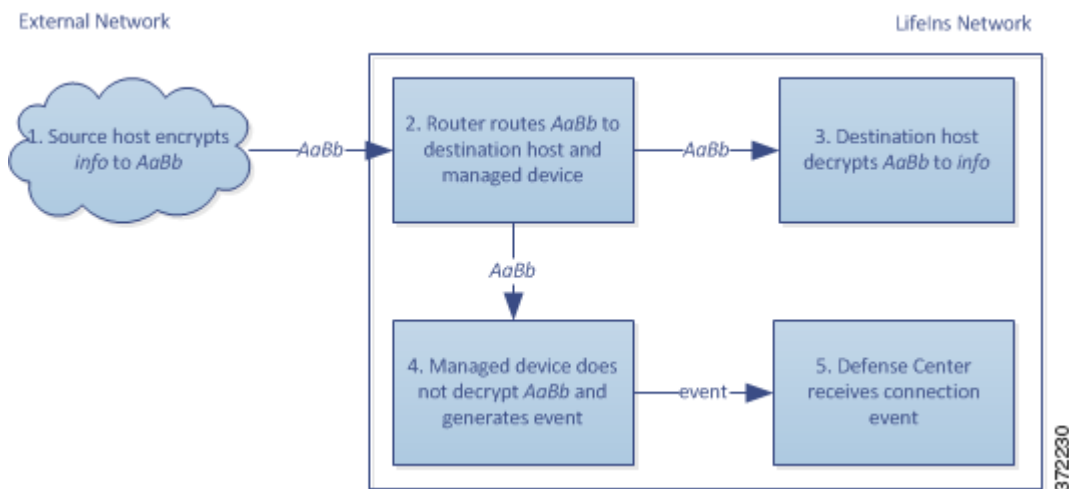 External Network
LifeIns Network
1. Source host encrypts
info to AaBb
AaBb
2. Router routes AaBb to
destination host and
managed device
AaBb
3. Destination host
decrypts AaBb to info
AaBb
4. Managed device does
not decrypt AaBb and
generates event
event
5. Defense Center
receives connection
event
372230